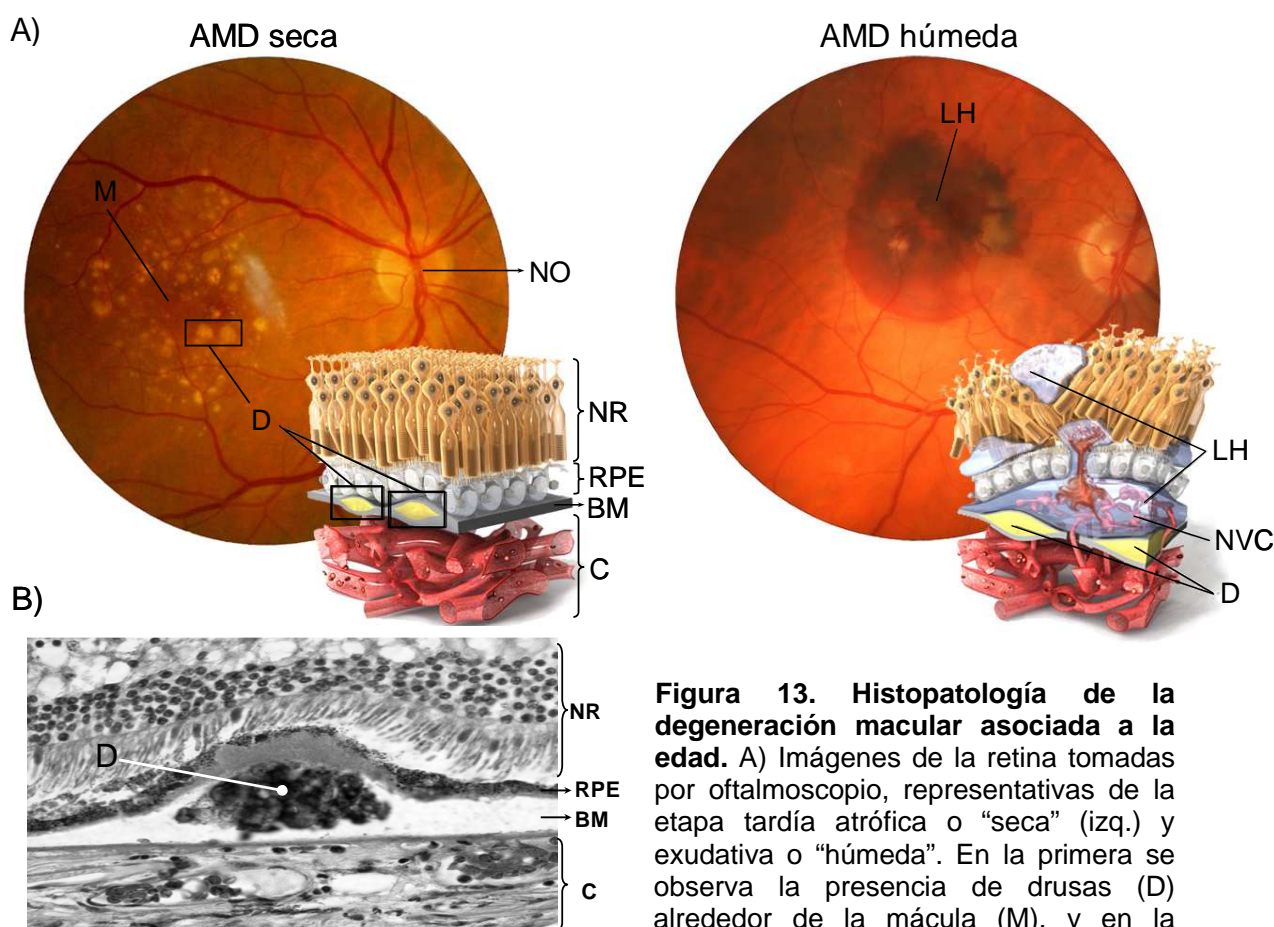 A)
AMD seca
AMD húmeda
LH
M
NO
D
NR
RPE
BM
C
LH
NVC
D
B)
D
NR
RPE
BM
C
Figura 13. Histopatología de la
degeneración macular asociada a la
edad. A) Imágenes de la retina tomadas
por oftalmoscopio, representativas de la
etapa tardía atrófica o “seca” (izq.) y
exudativa o “húmeda”. En la primera se
observa la presencia de drusas (D)
alrededor de la mácula (M), y en la